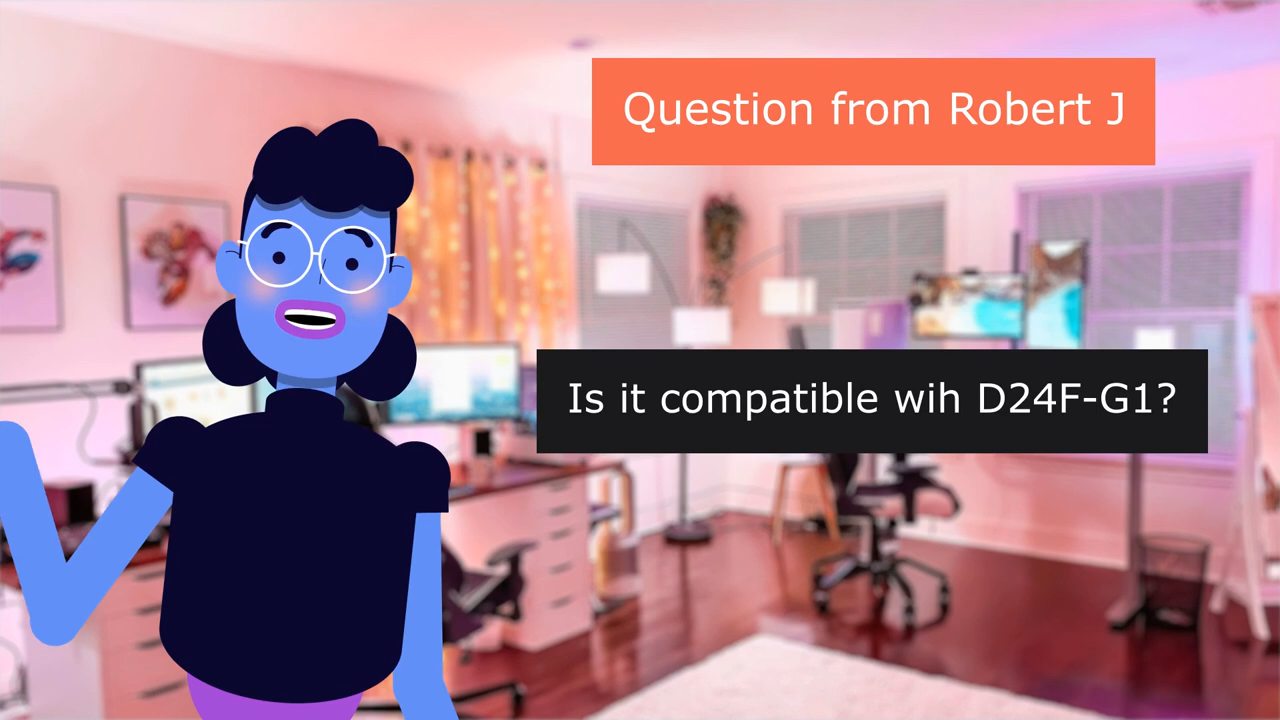 Question from Robert J
Is it compatible wih D24F-G1?